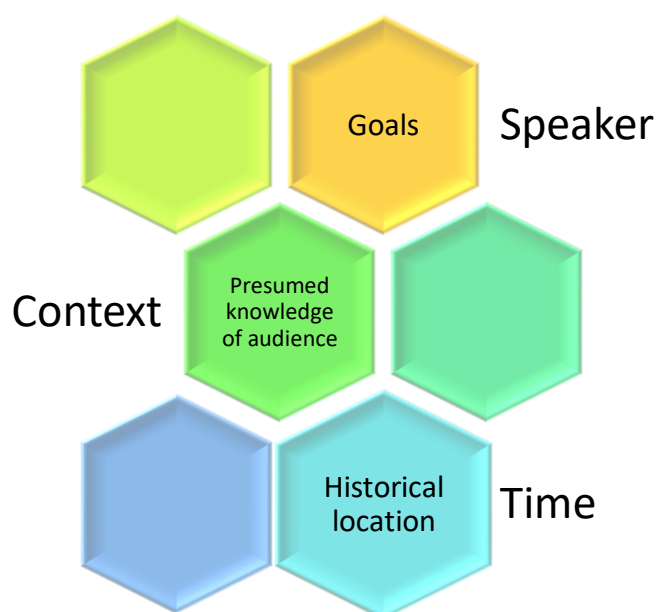 Goals
Speaker
Context
Presumed
knowledge
of audience
Historical
location
Time